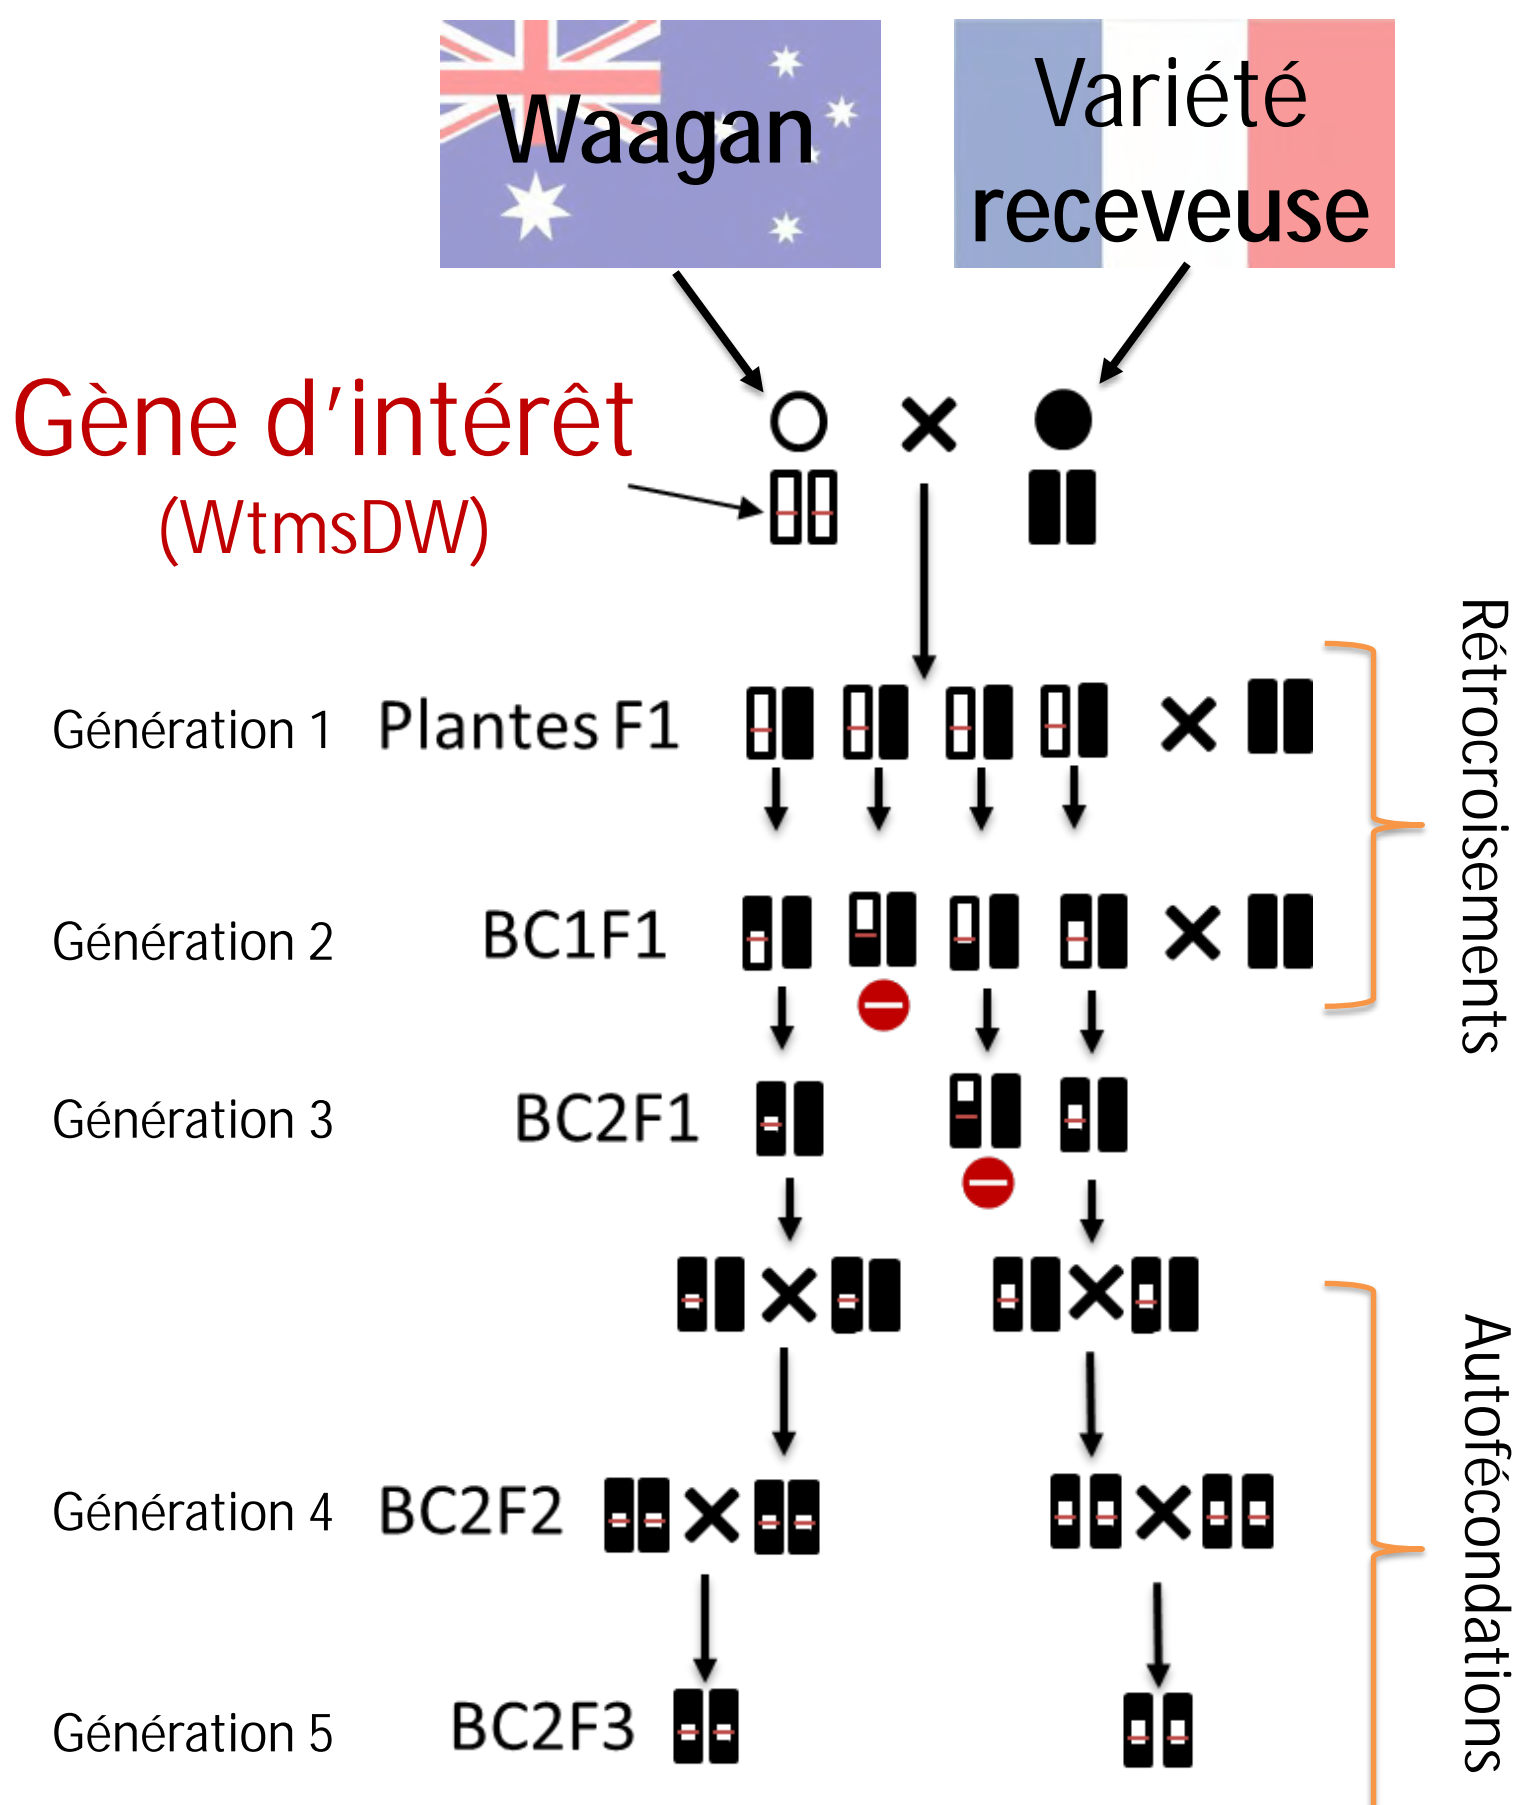 Waagan
Variété
receveuse
Gène d'intérêt
(WtmsDW)
Génération 1 Plantes F1
Génération 2 BC1F1
Génération 3 BC2F1
Génération 4 BC2F2
Génération 5 BC2F3
Rétrocroisements
Autofécondations